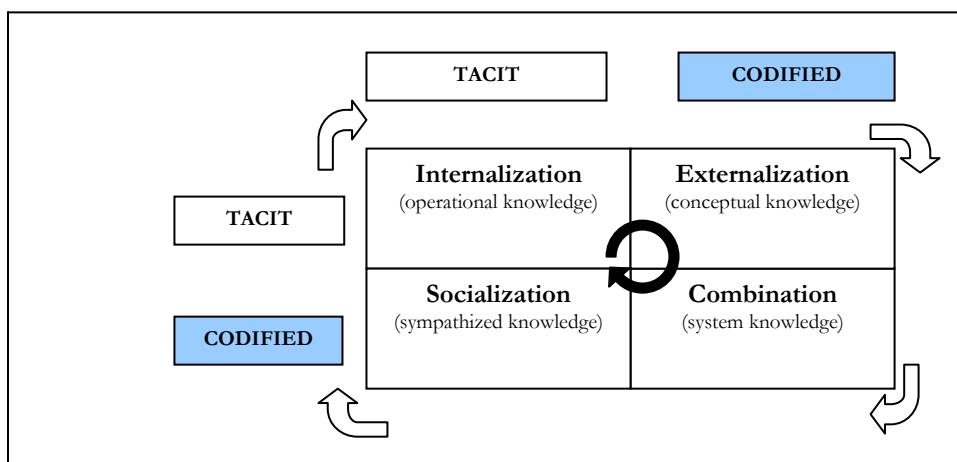 TACIT
CODIFIED
TACIT
CODIFIED
Internalization
(operational knowledge)
Externalization
(conceptual knowledge)
Socialization
(sympathized knowledge)
Combination
(system knowledge)